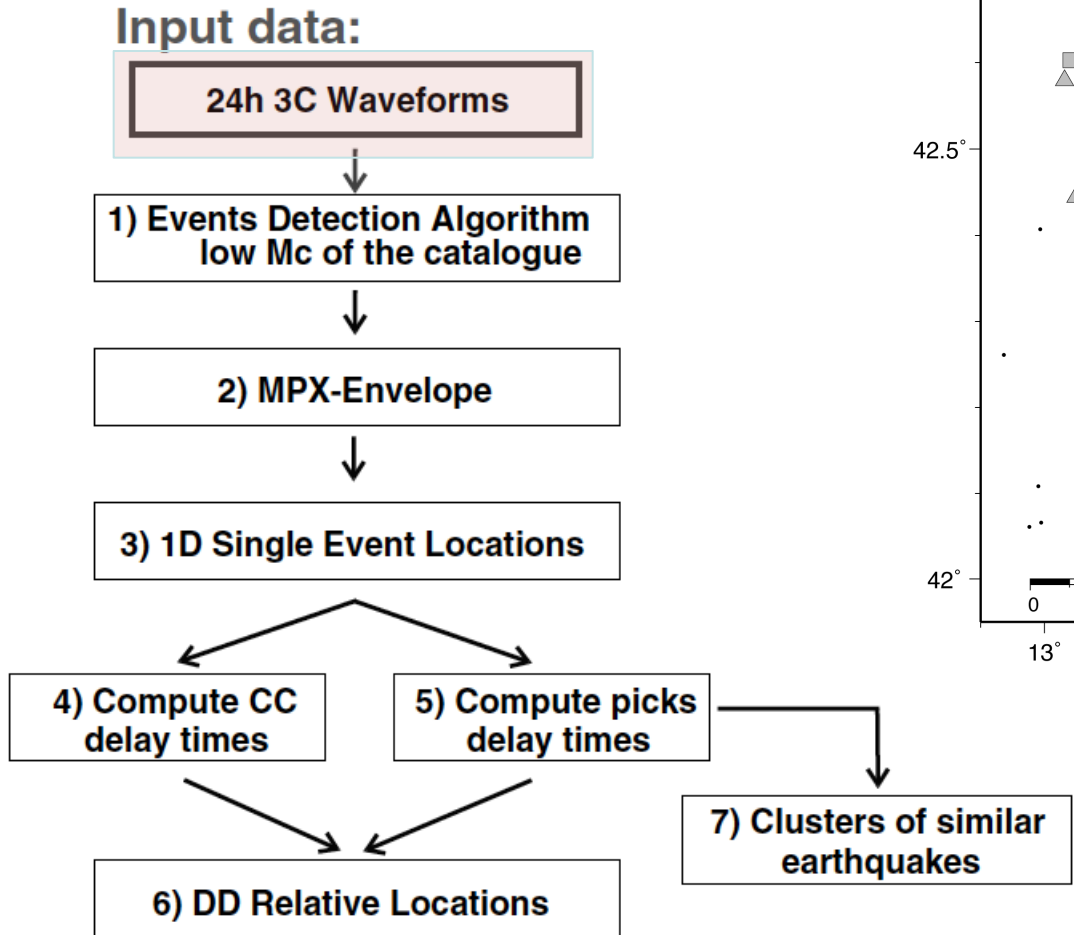 Input data:
24h 3C Waveforms
1) Events Detection Algorithm
low Mc of the catalogue
2) MPX-Envelope
3) 1D Single Event Locations
4) Compute CC
delay times
5) Compute picks
delay times
7) Clusters of similar
earthquakes
6) DD Relative Locations
42.5°
42°
0
13°